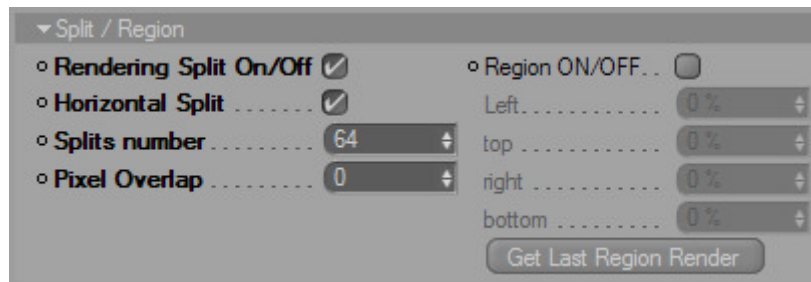 Split / Region
Rendering Split On/Off
Horizontal Split ........
Splits number .......... 64
Pixel Overlap .......... 0
Region ON/OFF. .
Left. ............ 0 %
top ............ 0 %
right ............ 0 %
bottom ......... 0 %
Get Last Region Render